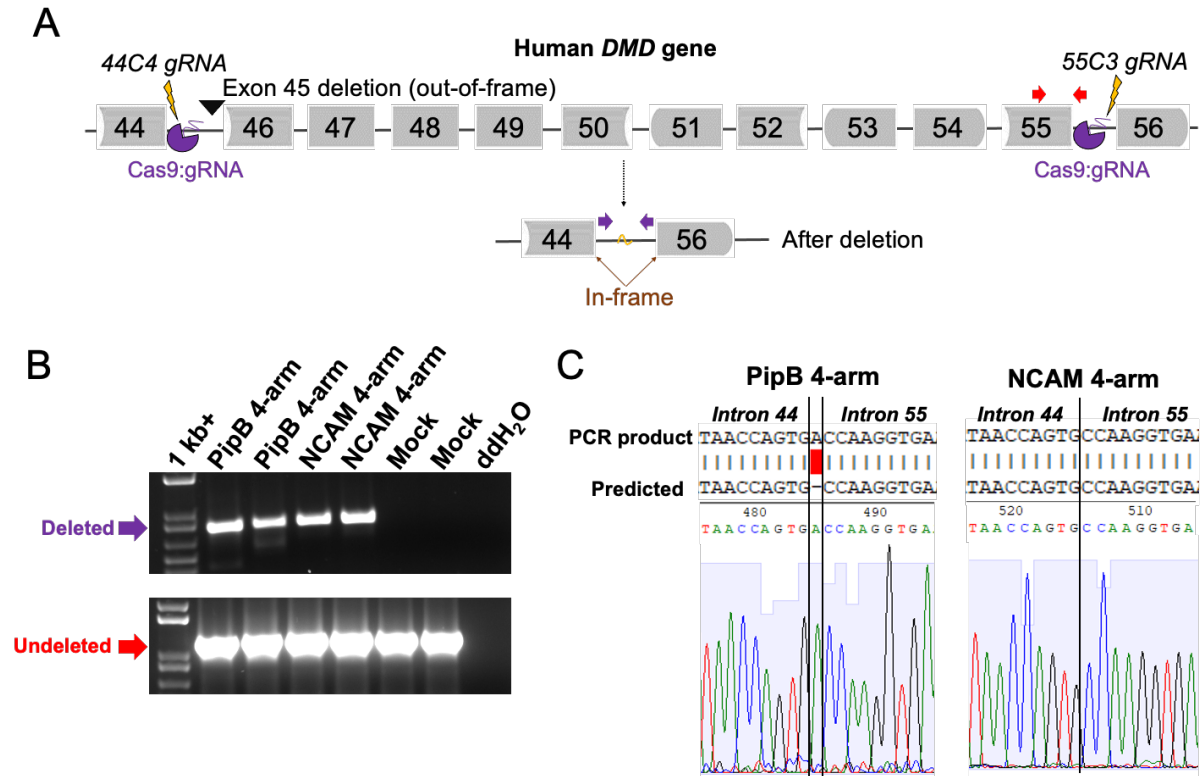 A
Human DMD gene
44C4 gRNA
55C3 gRNA
Exon 45 deletion (out-of-frame)
44 46 47 48 49 50 51 52 53 54 55 56
Cas9:gRNA
Cas9:gRNA
44 56
After deletion
In-frame
B
1 kb+
PipB 4-arm
PipB 4-arm
NCAM 4-arm
NCAM 4-arm
Mock
Mock
ddH2O
Deleted
Undeleted
C
PipB 4-arm
Intron 44 Intron 55
PCR product
TAACCAGTGACCAAGGTGA
Predicted
TAACCAGTG-CCAAGGTGA
480 490
TAACCAGTGACCAAGGTGA
NCAM 4-arm
Intron 44 Intron 55
TAACCAGTGCCAAGGTGA
TAACCAGTGCCAAGGTGA
520 510
TAACCAGTGCCAAGGTGA